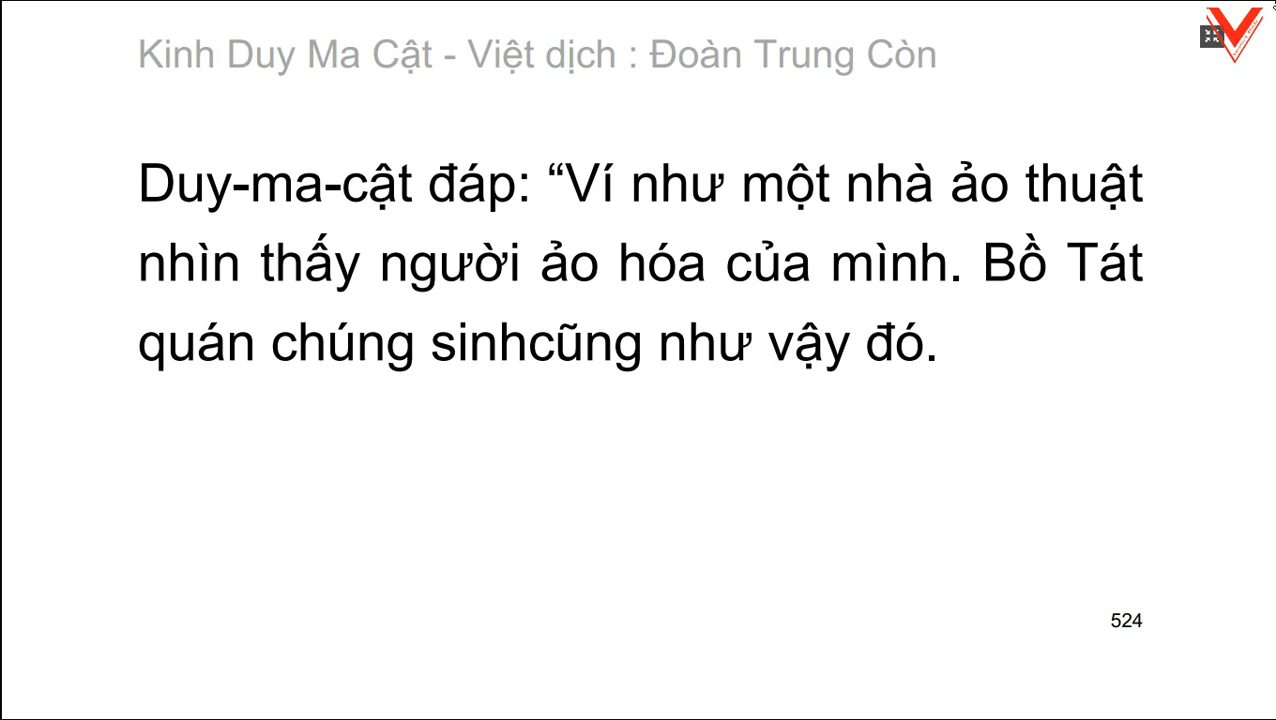 Kinh Duy Ma Cật - Việt dịch : Đoàn Trung Còn
Duy-ma-cật đáp: “Ví như một nhà ảo thuật
nhìn thấy người ảo hóa của mình. Bồ Tát
quán chúng sinhcũng như vậy đó.
524